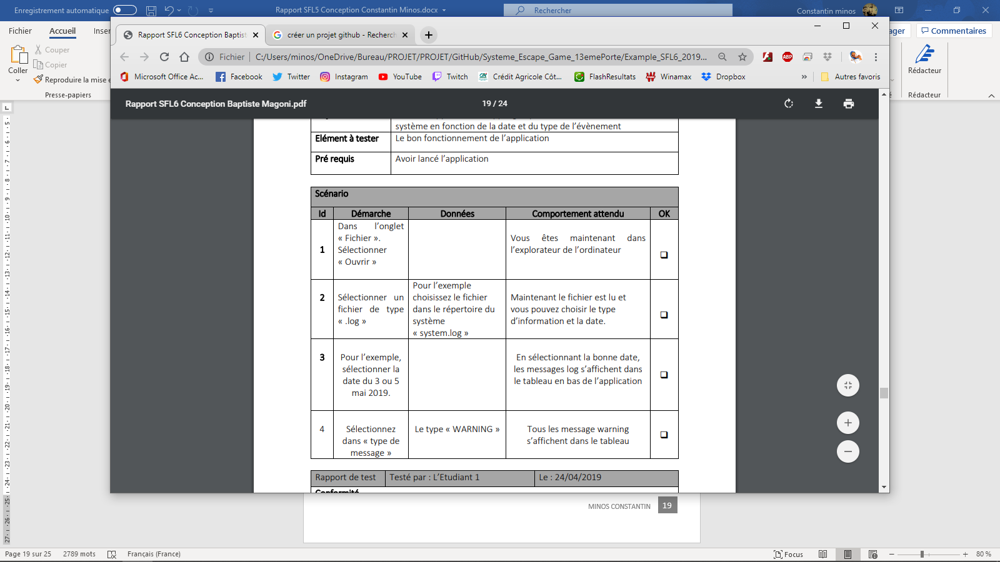 Enregistrement automatique
Rapport SFL5 Conception Constantin Minos.docx
Rechercher
Constantin minos
Fichier
Accueil
Inser
ager
Commentaires
Coller
Couper
Copier
Reproduire la mise e
Presse-papiers
Rédacteur
Rédacteur
Rapport SFL6 Conception Baptist
créer un projet github - Recherch
Fichier
C:/Users/minos/OneDrive/Bureau/PROJET/PROJET/GitHub/Systeme_Escape_Game_13emePorte/Example_SFL6_2019...
ABP
Microsoft Office Ac...
Facebook
Twitter
Instagram
YouTube
Twitch
Crédit Agricole Côt...
FlashResultats
Winamax
Dropbox
»
Autres favoris
Rapport SFL6 Conception Baptiste Magoni.pdf
19 / 24
système en fonction de la date et du type de l'évènement
Elément à tester
Le bon fonctionnement de l'application
Pré requis
Avoir lancé l'application
Scénario
Id
Démarche
Données
Comportement attendu
OK
1
Dans l'onglet
« Fichier ».
Sélectionner
« Ouvrir »
Vous êtes maintenant dans
l'explorateur de l'ordinateur
2
Sélectionner un
fichier de type
« .log »
Pour l'exemple
choisissez le fichier
dans le répertoire du
système
« system.log »
Maintenant le fichier est lu et
vous pouvez choisir le type
d'information et la date.
3
Pour l'exemple,
sélectionner la
date du 3 ou 5
mai 2019.
En sélectionnant la bonne date,
les messages log s'affichent dans
le tableau en bas de l'application
4
Sélectionnez
dans « type de
message »
Le type « WARNING »
Tous les message warning
s'affichent dans le tableau
Rapport de test
Testé par : L'Etudiant 1
Le : 24/04/2019
Conformité
MINOS CONSTANTIN
19
Page 19 sur 25
2789 mots
Français (France)
Focus
80 %